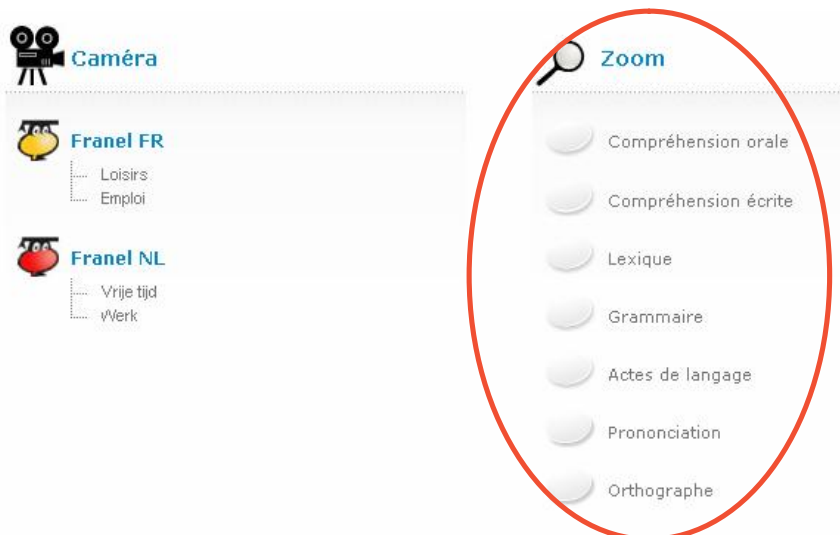 Caméra
Franel FR
Loisirs
Emploi
Franel NL
Vrije tijd
Werk
Zoom
Compréhension orale
Compréhension écrite
Lexique
Grammaire
Actes de langage
Prononciation
Orthographe